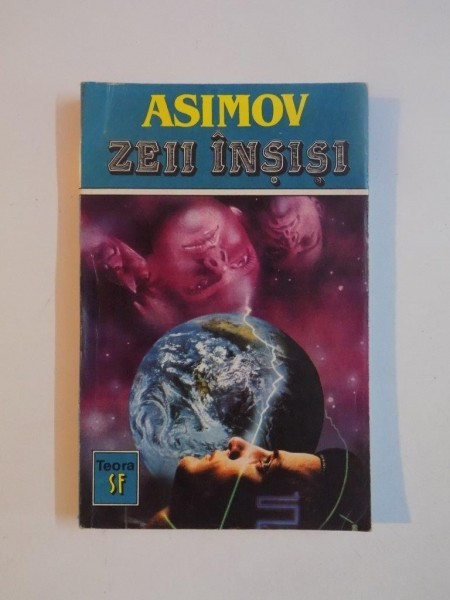 ASIMOV
ZEII ÎNȘIȘI
Teora
SF